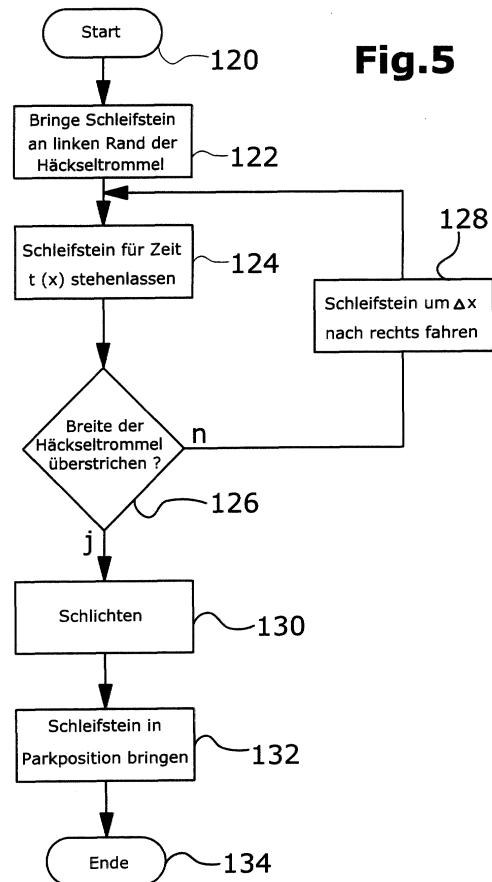 Start
120
Fig.5
Bringe Schleifstein
an linken Rand der
Häckseltrommel
122
Schleifstein für Zeit
t (x) stehenlassen
124
128
Schleifstein um Δx
nach rechts fahren
Breite der
Häckseltrommel
überstrichen ?
n
126
j
Schlichten
130
Schleifstein in
Parkposition bringen
132
Ende
134